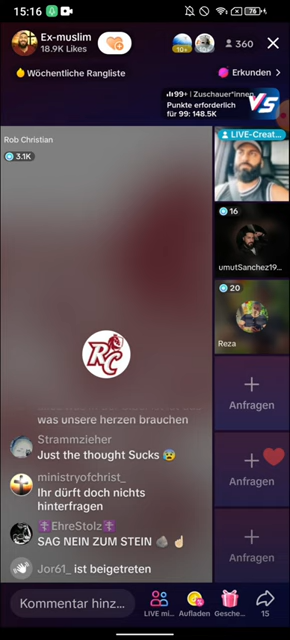 15:16
76
Ex-muslim
18.9K Likes
10+
360
Wöchentliche Rangliste
Erkunden >
99+ | Zuschauer*innen
Punkte erforderlich
für 99: 148.5K
VS
Rob Christian
3.1K
LIVE-Creat...
16
umutSanchez19...
20
Reza
RC
Anfragen
was unsere herzen brauchen
Strammzieher
Just the thought Sucks 😰
ministryofchrist_
Ihr dürft doch nichts
hinterfragen
Anfragen
☦️EhreStolz☦️
SAG NEIN ZUM STEIN 🪨 ☝🏻
Anfragen
Jor61_ ist beigetreten
Kommentar hinz...
LIVE mi...
Aufladen
Gesche...
15